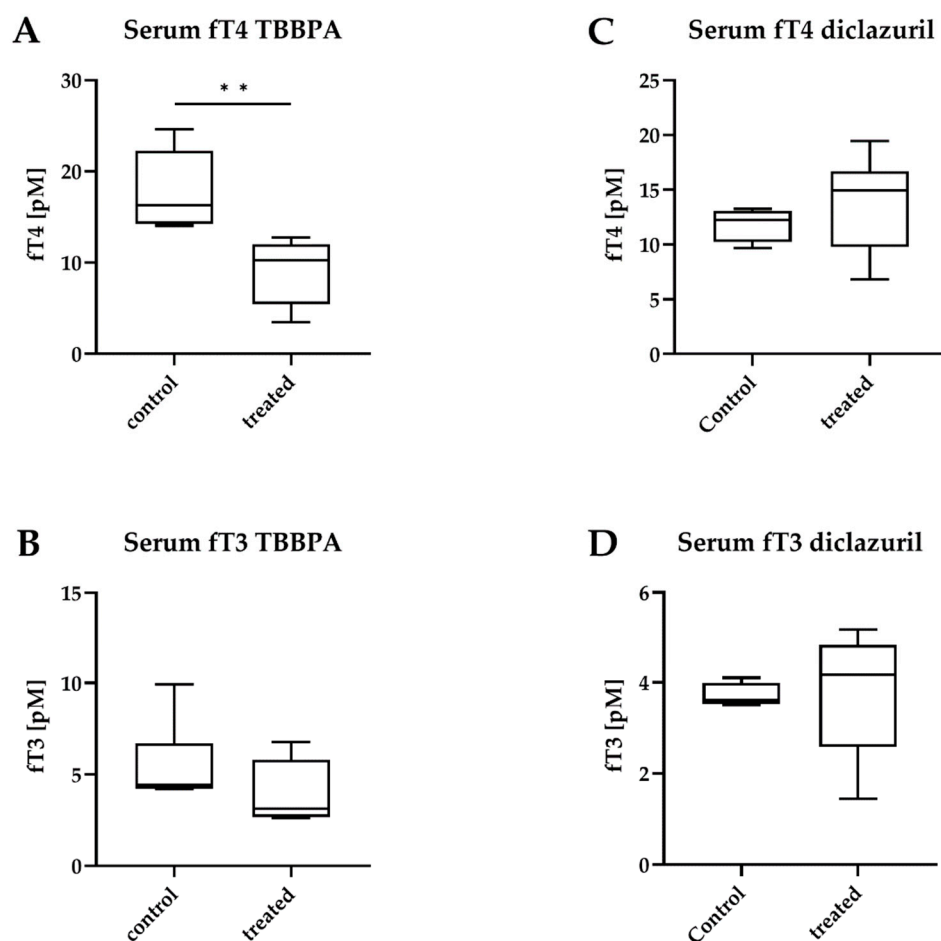 A Serum fT4 TBBPA
30
20
10
0
fT4 [pM]
* *
control
treated
C Serum fT4 diclazuril
25
20
15
10
5
0
fT4 [pM]
Control
treated
B Serum fT3 TBBPA
15
10
5
0
fT3 [pM]
control
treated
D Serum fT3 diclazuril
6
4
2
0
fT3 [pM]
Control
treated